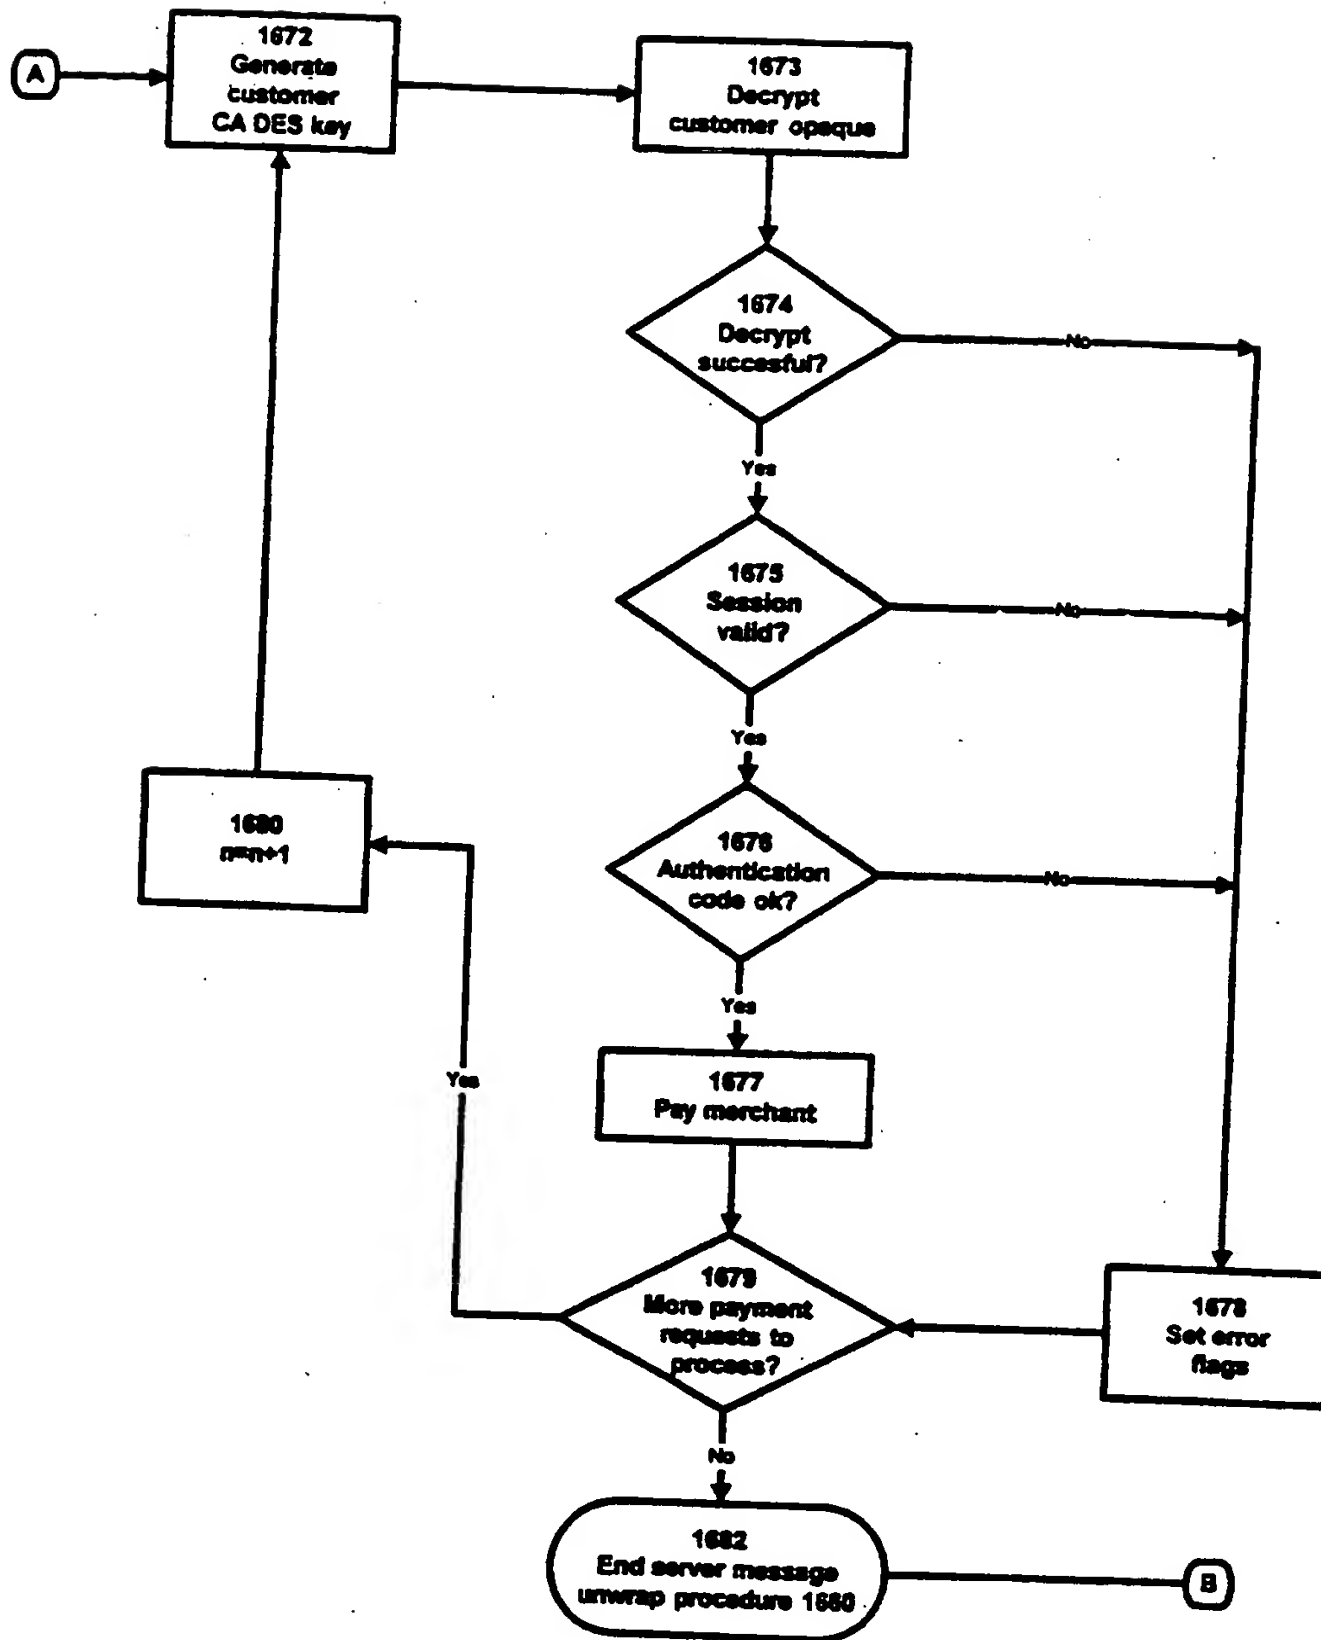 A
1672
Generate
customer
CA DES key
1673
Decrypt
customer opaque
1674
Decrypt
succesful?
No
Yes
1675
Session
valid?
No
Yes
1676
Authentication
code ok?
No
Yes
1680
n=n+1
Yes
1677
Pay merchant
1679
More payment
requests to
process?
1678
Set error
flags
No
1682
End server message
unwrap procedure 1660
B